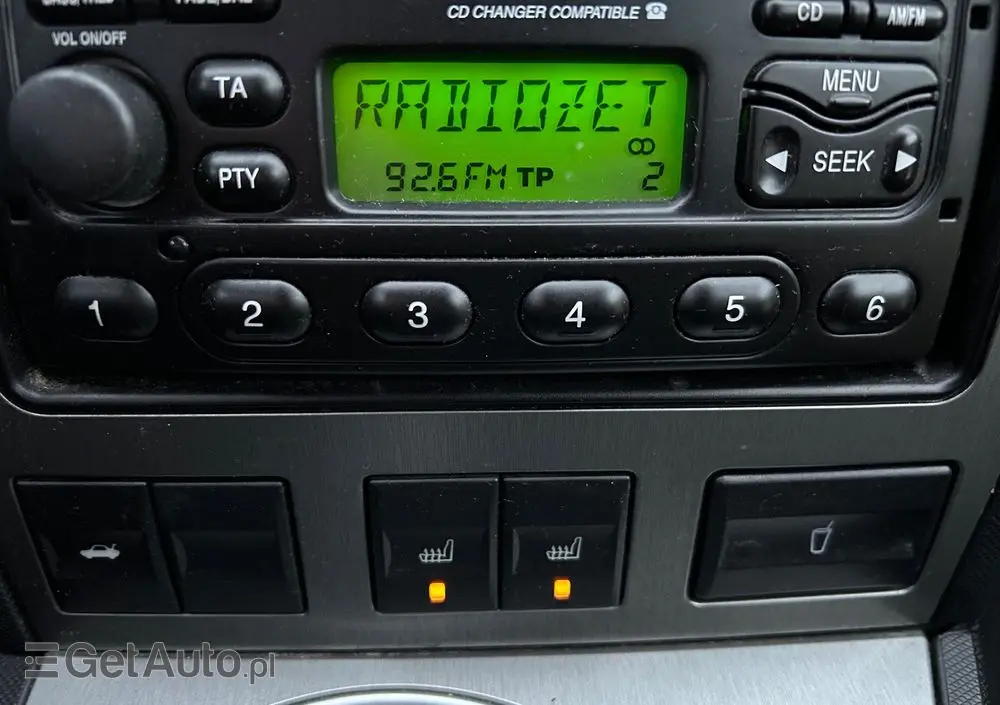 CD CHANGER COMPATIBLE
CD
AM/FM
VOL ON/OFF
TA
RADIOZET
MENU
PTY
92.6FM TP 2
SEEK
1 2 3 4 5 6
GetAuto.pl